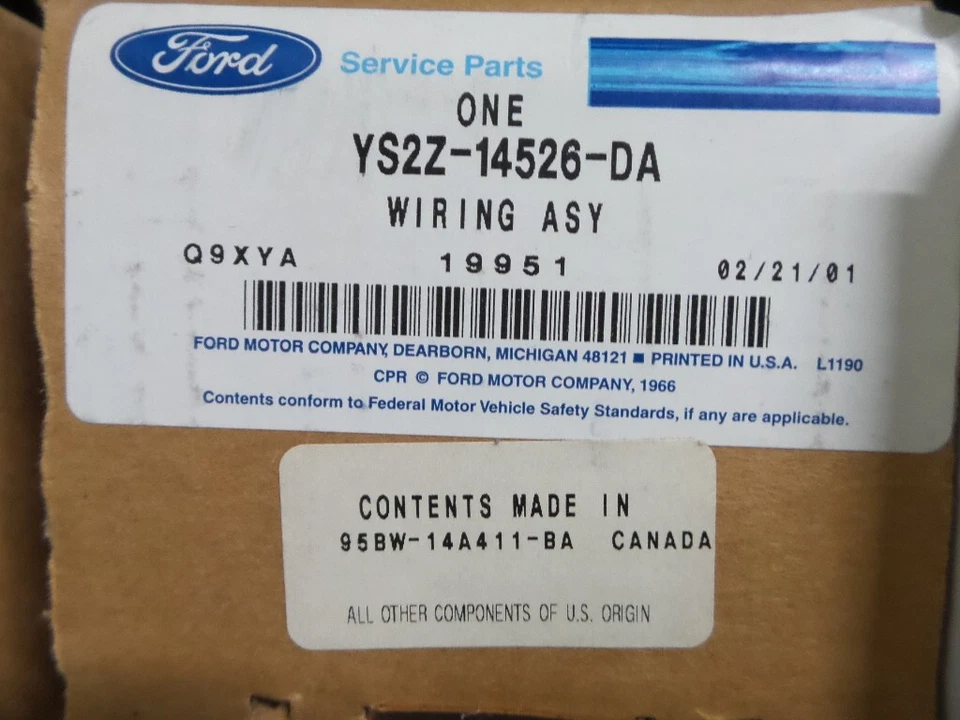 Ford Service Parts
ONE
YS2Z-14526-DA
WIRING ASY
Q9XYA 19951 02/21/01
FORD MOTOR COMPANY, DEARBORN, MICHIGAN 48121 ■ PRINTED IN U.S.A. L1190
CPR © FORD MOTOR COMPANY, 1966
Contents conform to Federal Motor Vehicle Safety Standards, if any are applicable.
CONTENTS MADE IN
95BW-14A411-BA CANADA
ALL OTHER COMPONENTS OF U.S. ORIGIN